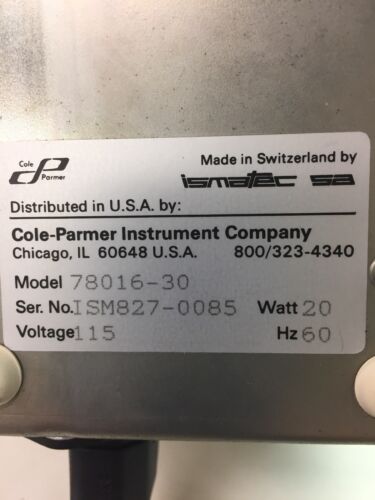 Cole
Parmer
Made in Switzerland by
ismatec sa
Distributed in U.S.A. by:
Cole-Parmer Instrument Company
Chicago, IL 60648 U.S.A. 800/323-4340
Model 78016-30
Ser. No. ISM827-0085 Watt 20
Voltage 115 Hz 60